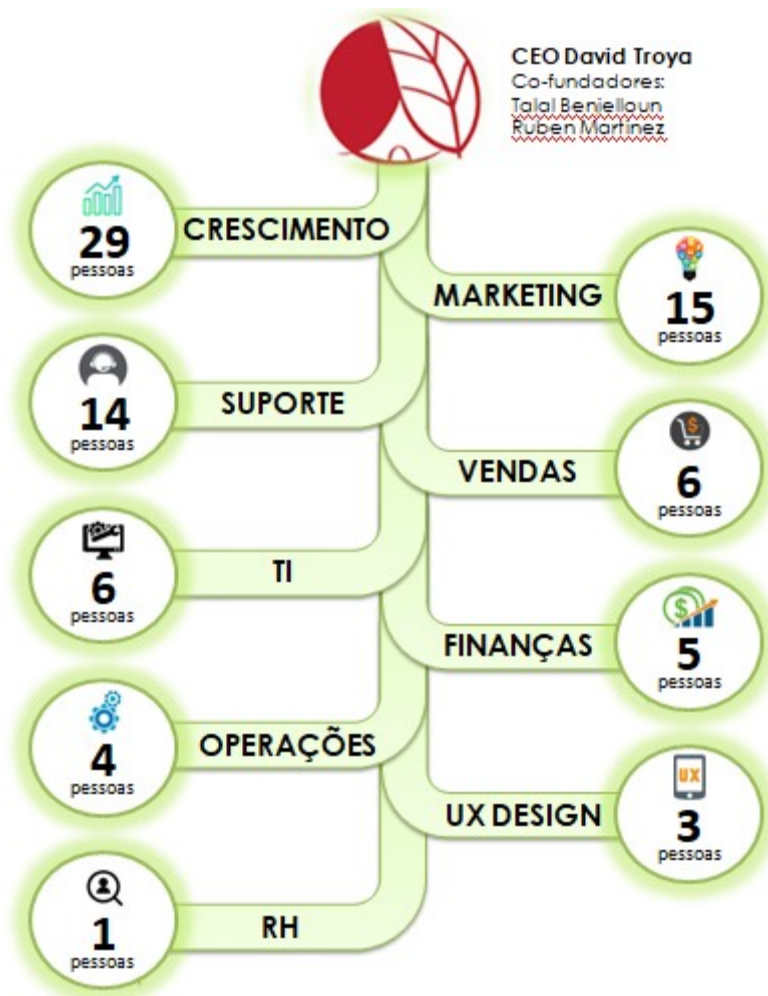 CEO David Troya
Co-fundadores:
Talal Benjelloun
Ruben Martinez
29
pessoas
CRESCIMENTO
MARKETING
15
pessoas
14
pessoas
SUPORTE
VENDAS
6
pessoas
6
pessoas
TI
FINANÇAS
5
pessoas
4
pessoas
OPERAÇÕES
UX DESIGN
UX
3
pessoas
1
pessoas
RH